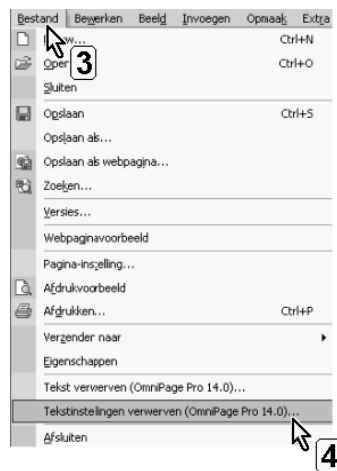 Bestand Bewerken Beeld Invoegen Opmaak Extra
Ctrl+N
3
Ctrl+O
Sluiten
Opslaan Ctrl+S
Opslaan als...
Opslaan als webpagina...
Zoeken...
Versies...
Webpaginavoorbeeld
Pagina-instelling...
Afdrukvoorbeeld
Afdrukken... Ctrl+P
Verzender naar
Eigenschappen
Tekst verwerven (OmniPage Pro 14.0)...
Tekstinstelingen verwerven (OmniPage Pro 14.0)...
Afsluiten
4